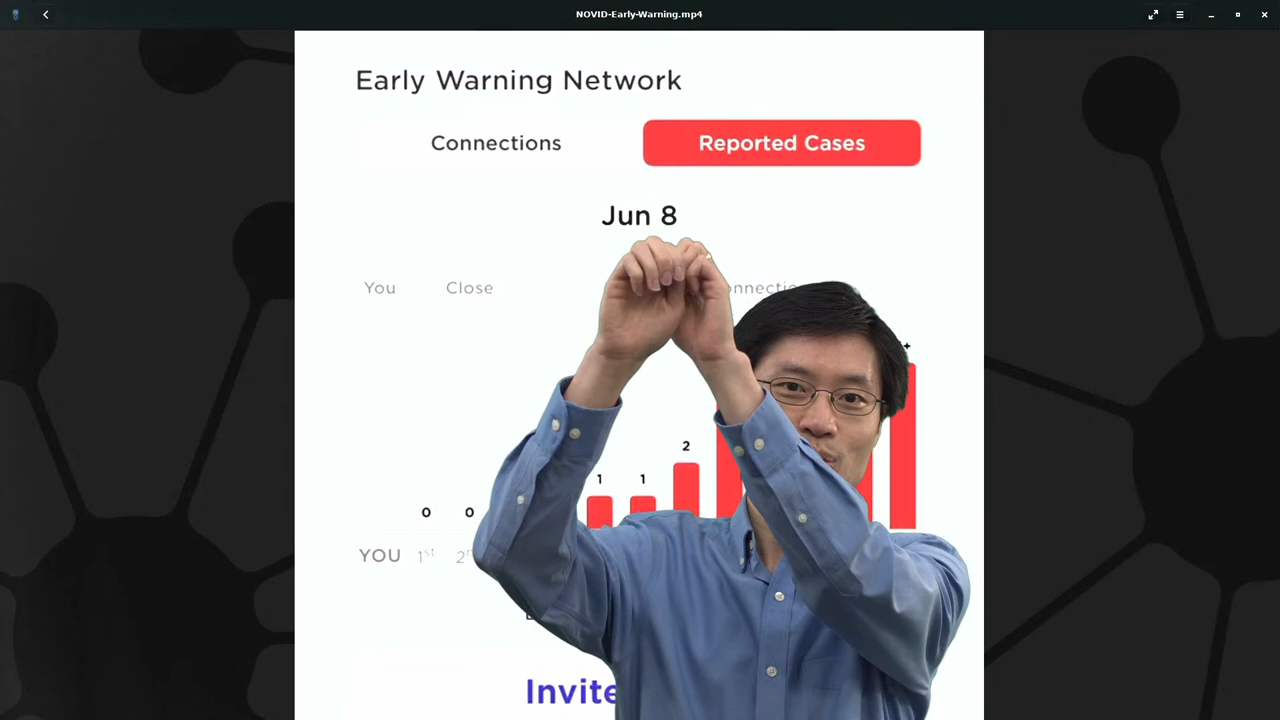 NOVID-Early-Warning.mp4
Early Warning Network
Connections Reported Cases
Jun 8
You Close
2
1 1
0 0
YOU 1st
Invite